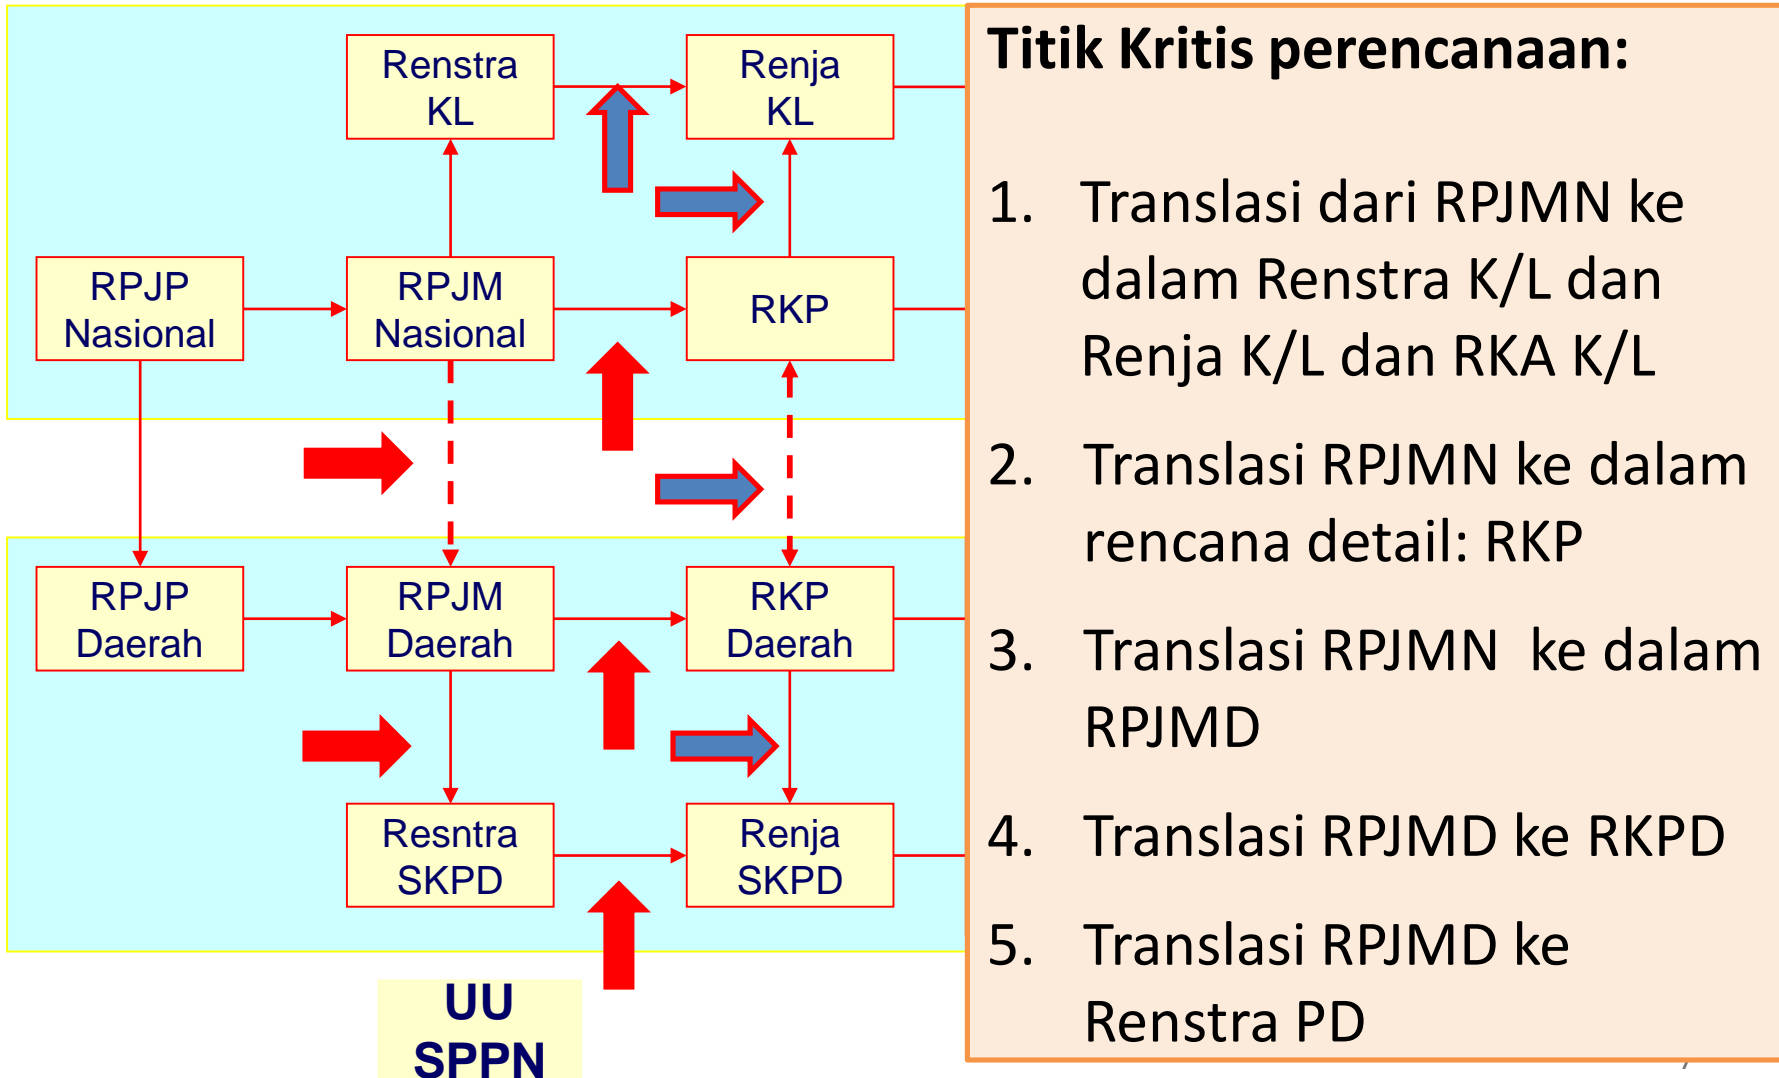 Renstra
KL
Renja
KL
RPJP
Nasional
RPJM
Nasional
RKP
RPJP
Daerah
RPJM
Daerah
RKP
Daerah
Resntra
SKPD
Renja
SKPD
UU
SPPN
Titik Kritis perencanaan:
1. Translasi dari RPJMN ke
dalam Renstra K/L dan
Renja K/L dan RKA K/L
2. Translasi RPJMN ke dalam
rencana detail: RKP
3. Translasi RPJMN ke dalam
RPJMD
4. Translasi RPJMD ke RKPD
5. Translasi RPJMD ke
Renstra PD